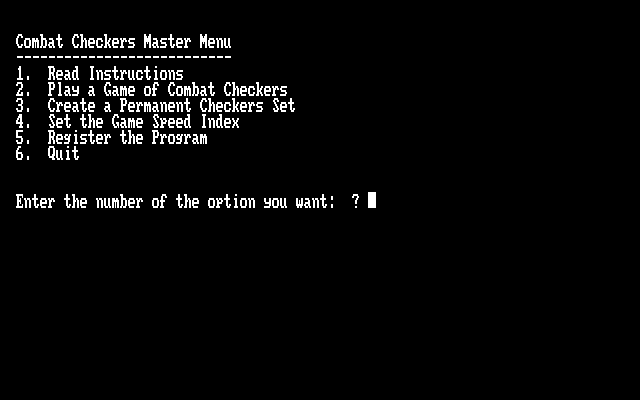 Combat Checkers Master Menu
---------------------------
1.  Read Instructions
2.  Play a Game of Combat Checkers
3.  Create a Permanent Checkers Set
4.  Set the Game Speed Index
5.  Register the Program
6.  Quit
Enter the number of the option you want:  ?